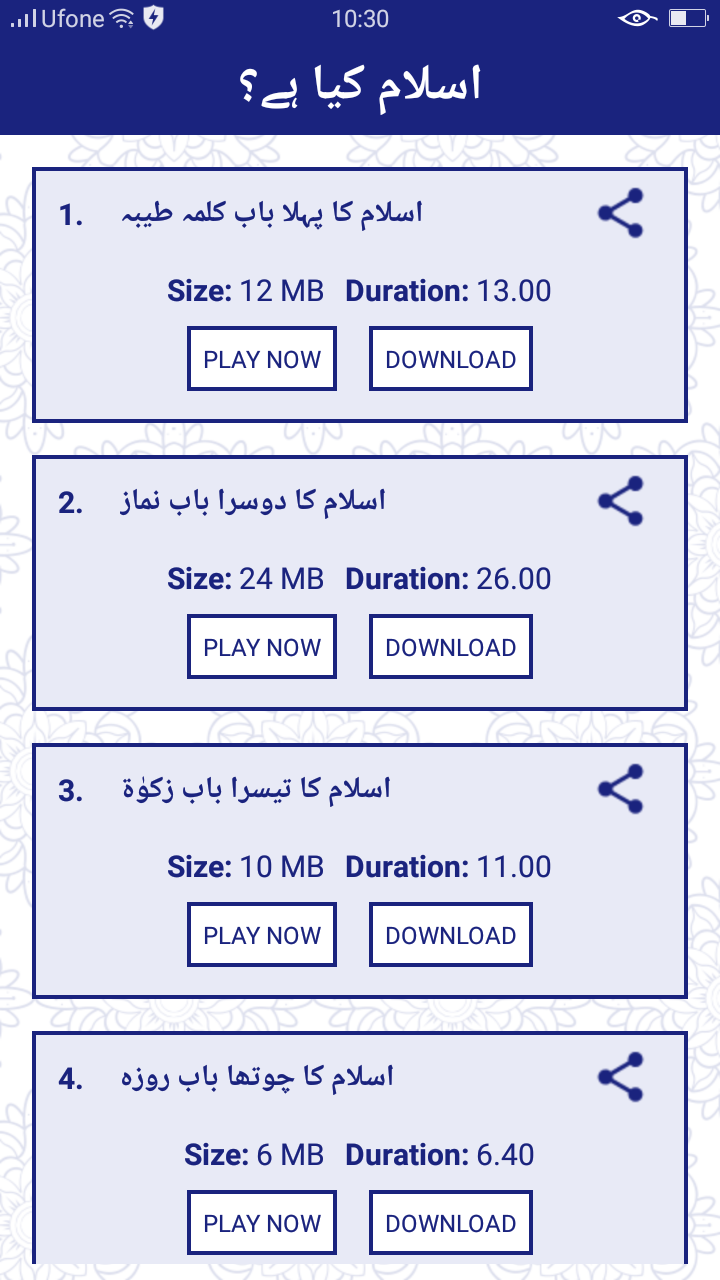 Ufone 10:30
اسلام کیا ہے؟
1. اسلام کا پہلا باب کلمہ طیبہ
Size: 12 MB Duration: 13.00
PLAY NOW DOWNLOAD
2. اسلام کا دوسرا باب نماز
Size: 24 MB Duration: 26.00
PLAY NOW DOWNLOAD
3. اسلام کا تیسرا باب زکوٰۃ
Size: 10 MB Duration: 11.00
PLAY NOW DOWNLOAD
4. اسلام کا چوتھا باب روزہ
Size: 6 MB Duration: 6.40
PLAY NOW DOWNLOAD